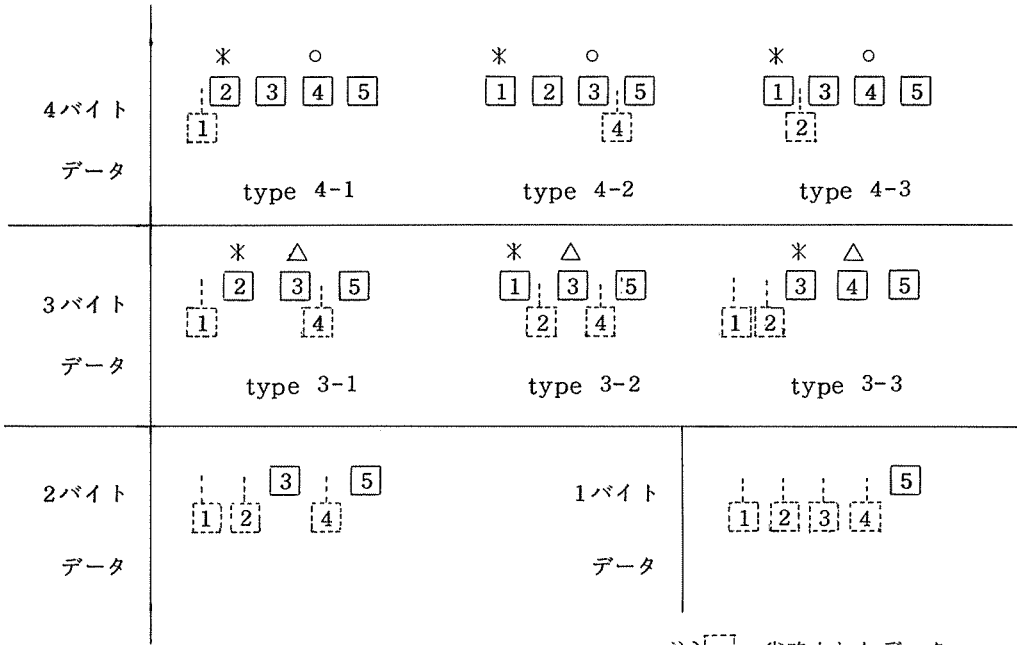 * ○ * ○ * ○
4バイト 2 3 4 5 1 2 3 5 1 3 4 5
1 4 2
データ
type 4-1 type 4-2 type 4-3
* △ * △ * △
3バイト 2 3 5 1 3 5 3 4 5
1 4 2 4 1 2
データ
type 3-1 type 3-2 type 3-3
2バイト 3 5 1バイト 5
1 2 4 1 2 3 4
データ データ